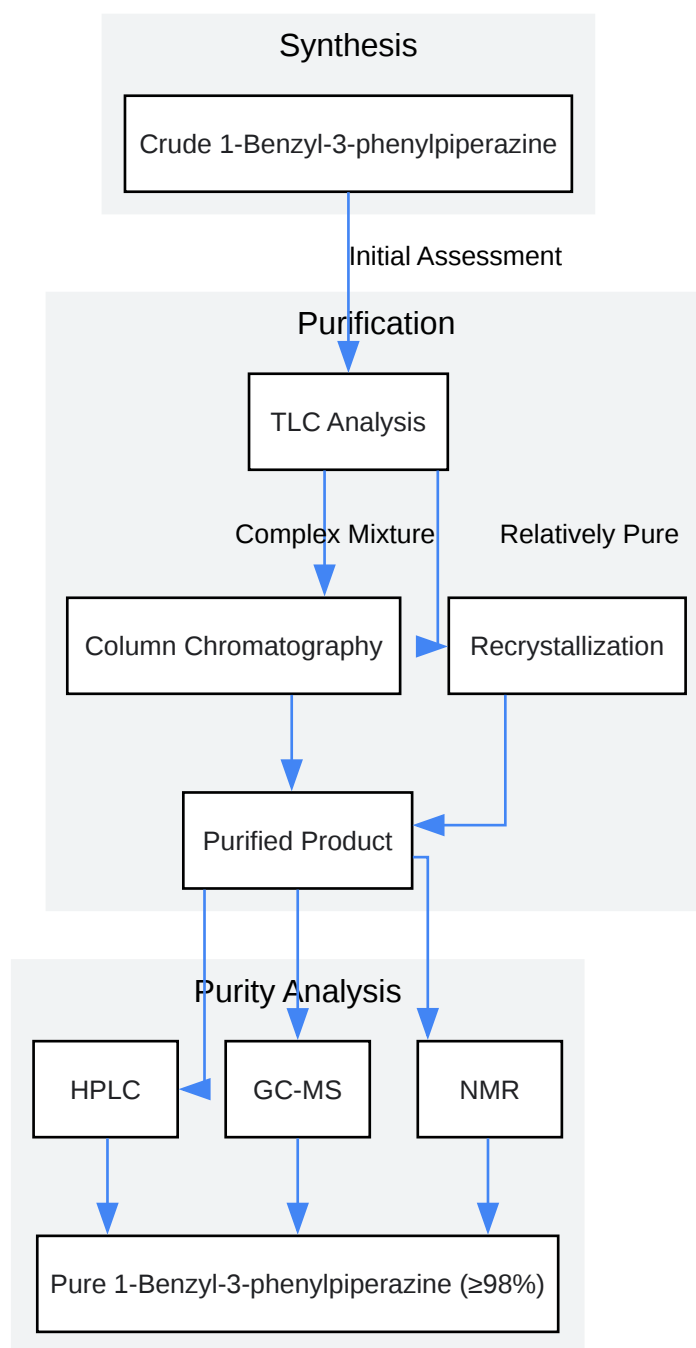 Synthesis
Crude 1-Benzyl-3-phenylpiperazine
Initial Assessment
Purification
TLC Analysis
Complex Mixture
Relatively Pure
Column Chromatography
Recrystallization
Purified Product
Purity Analysis
HPLC
GC-MS
NMR
Pure 1-Benzyl-3-phenylpiperazine (≥98%)